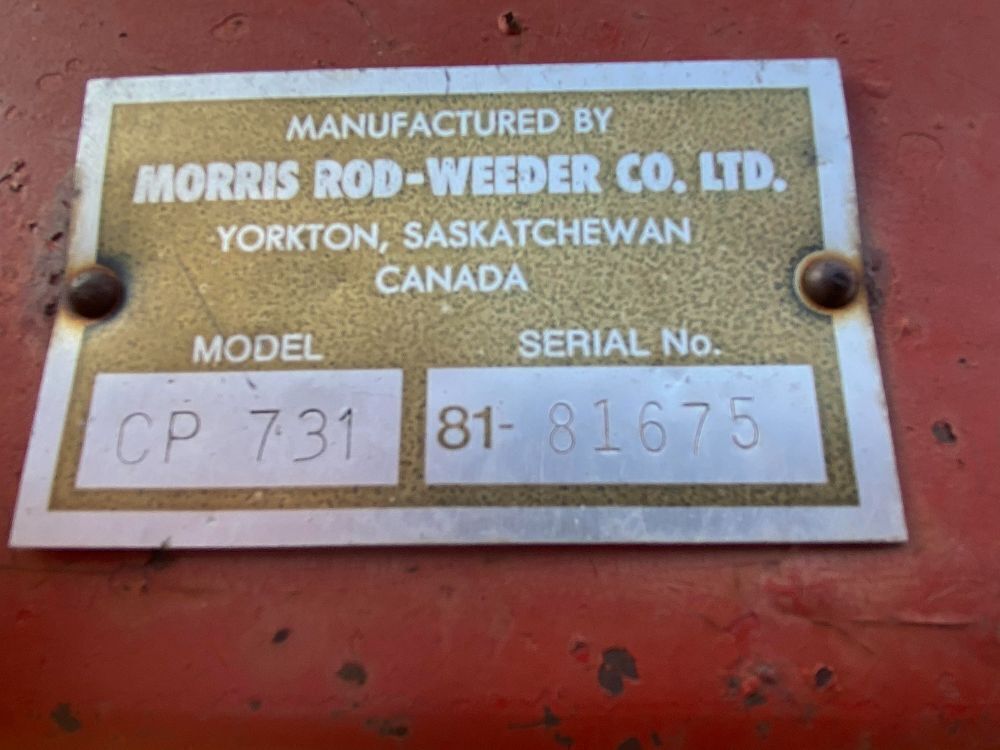 MANUFACTURED BY
MORRIS ROD-WEEDER CO. LTD.
YORKTON, SASKATCHEWAN
CANADA
MODEL SERIAL No.
CP 731 81- 81675